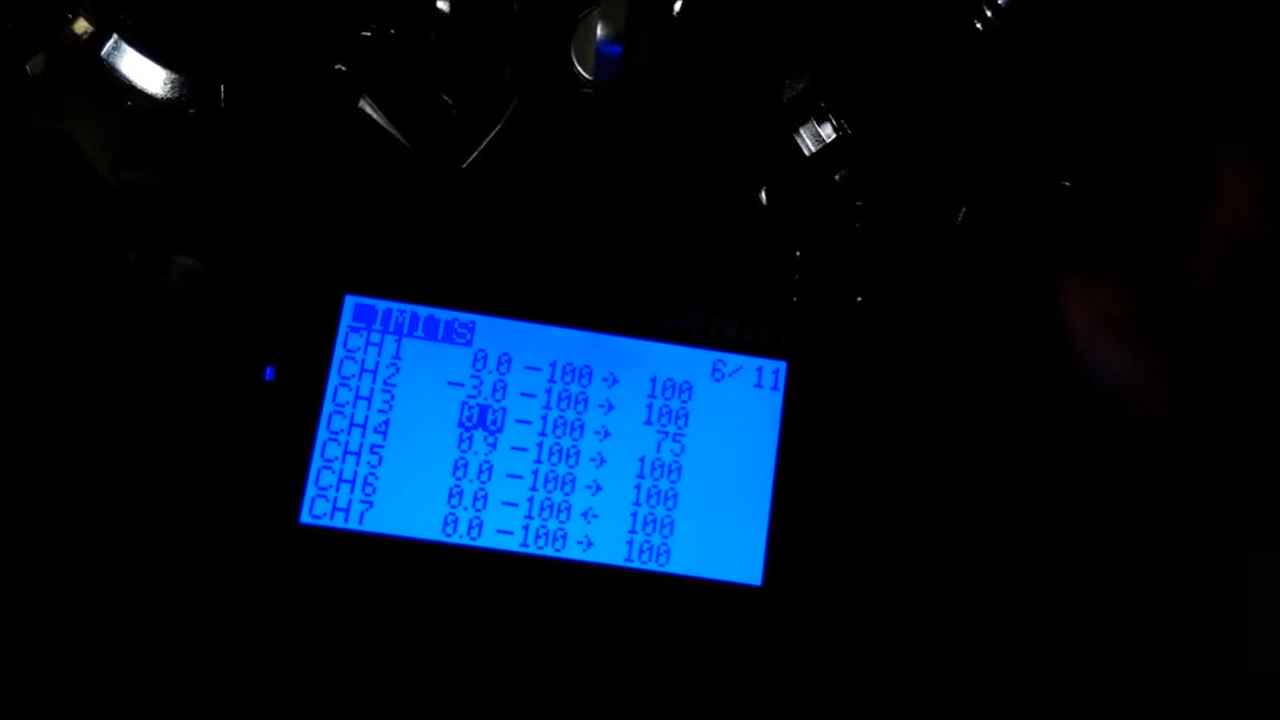 LIMITS 6/11
CH1 0.0 -100 → 100
CH2 -3.0 -100 → 100
CH3 0.0 -100 → 75
CH4 0.9 -100 → 100
CH5 0.0 -100 → 100
CH6 0.0 -100 ← 100
CH7 0.0 -100 → 100